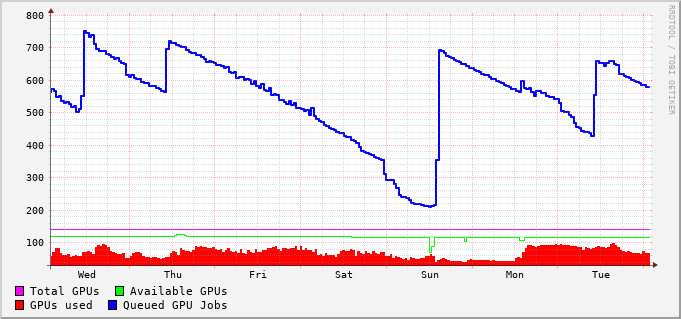 800
700
600
500
400
300
200
100
Wed Thu Fri Sat Sun Mon Tue
Total GPUs Available GPUs
GPUs used Queued GPU Jobs
RRDTOOL / TOBI OETIKER